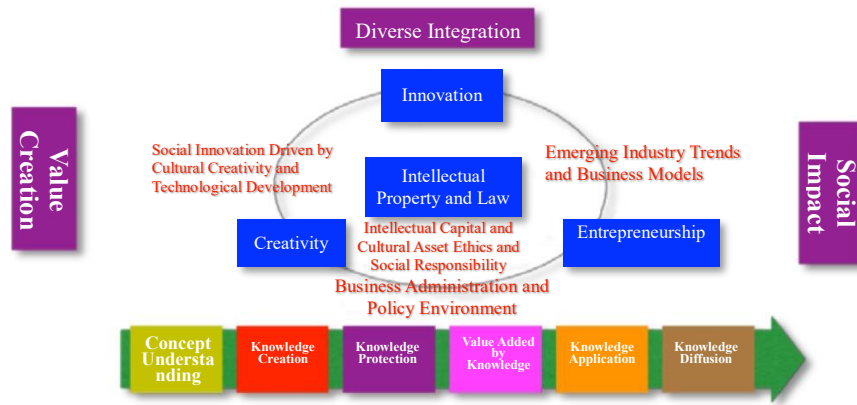 Diverse Integration
Innovation
Value
Creation
Social
Impact
Social Innovation Driven by
Cultural Creativity and
Technological Development
Emerging Industry Trends
and Business Models
Intellectual
Property and Law
Creativity
Entrepreneurship
Intellectual Capital and
Cultural Asset Ethics and
Social Responsibility
Business Administration and
Policy Environment
Concept
Understa
nding
Knowledge
Creation
Knowledge
Protection
Value Added
by
Knowledge
Knowledge
Application
Knowledge
Diffusion